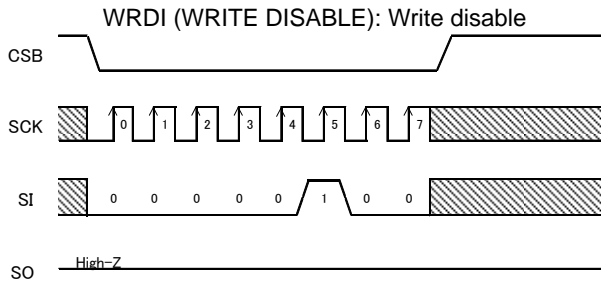 WRDI (WRITE DISABLE): Write disable
CSB
SCK 0 1 2 3 4 5 6 7
SI 0 0 0 0 0 1 0 0
SO High-Z